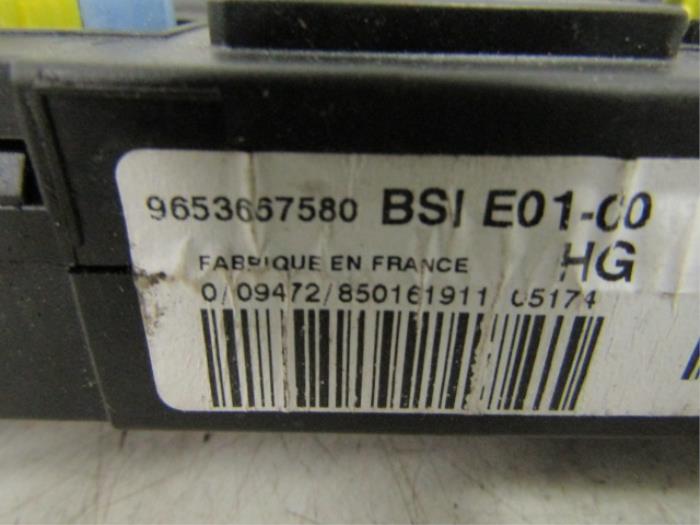 9653667580 BSI E01-00
HG
FABRIQUE EN FRANCE
0/09472/850161911 05174